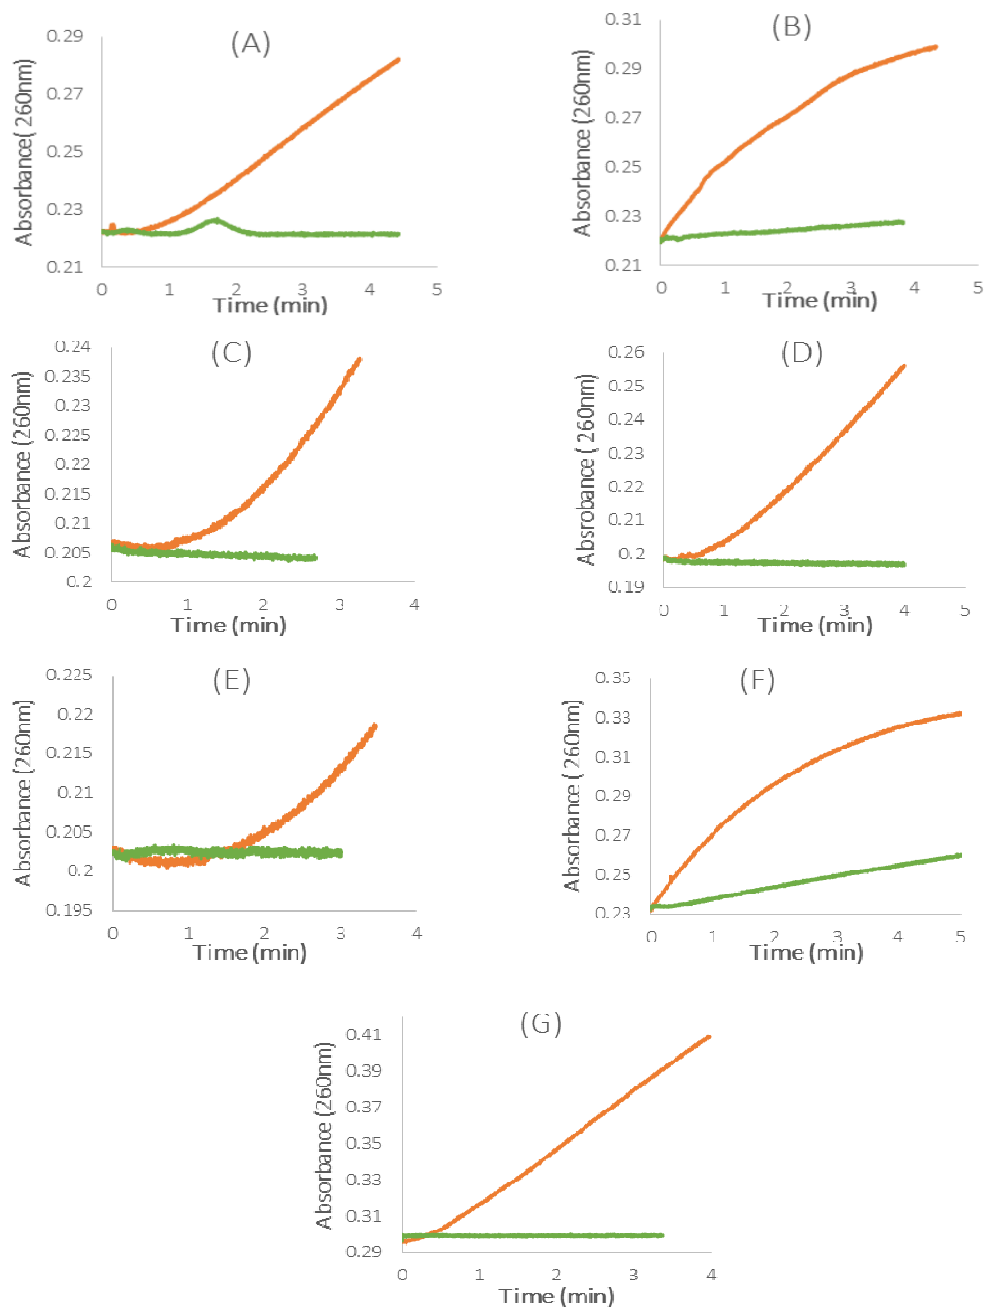 (A)
Absorbance( 260nm)
0.29
0.27
0.25
0.23
0.21
0 1 2 3 4 5
Time (min)
(B)
Absorbance (260nm)
0.31
0.29
0.27
0.25
0.23
0.21
0 1 2 3 4 5
Time (min)
(C)
Absorbance (260nm)
0.24
0.235
0.23
0.225
0.22
0.215
0.21
0.205
0.2
0 1 2 3 4
Time (min)
(D)
Absrobance ( 260nm)
0.26
0.25
0.24
0.23
0.22
0.21
0.2
0.19
0 1 2 3 4 5
Time (min)
(E)
Absorbance (260nm)
0.225
0.22
0.215
0.21
0.205
0.2
0.195
0 1 2 3 4
Time (min)
(F)
Absorbance ( 260nm)
0.35
0.33
0.31
0.29
0.27
0.25
0.23
0 1 2 3 4 5
Time (min)
(G)
Absorbance (260nm)
0.41
0.39
0.37
0.35
0.33
0.31
0.29
0 1 2 3 4
Time (min)